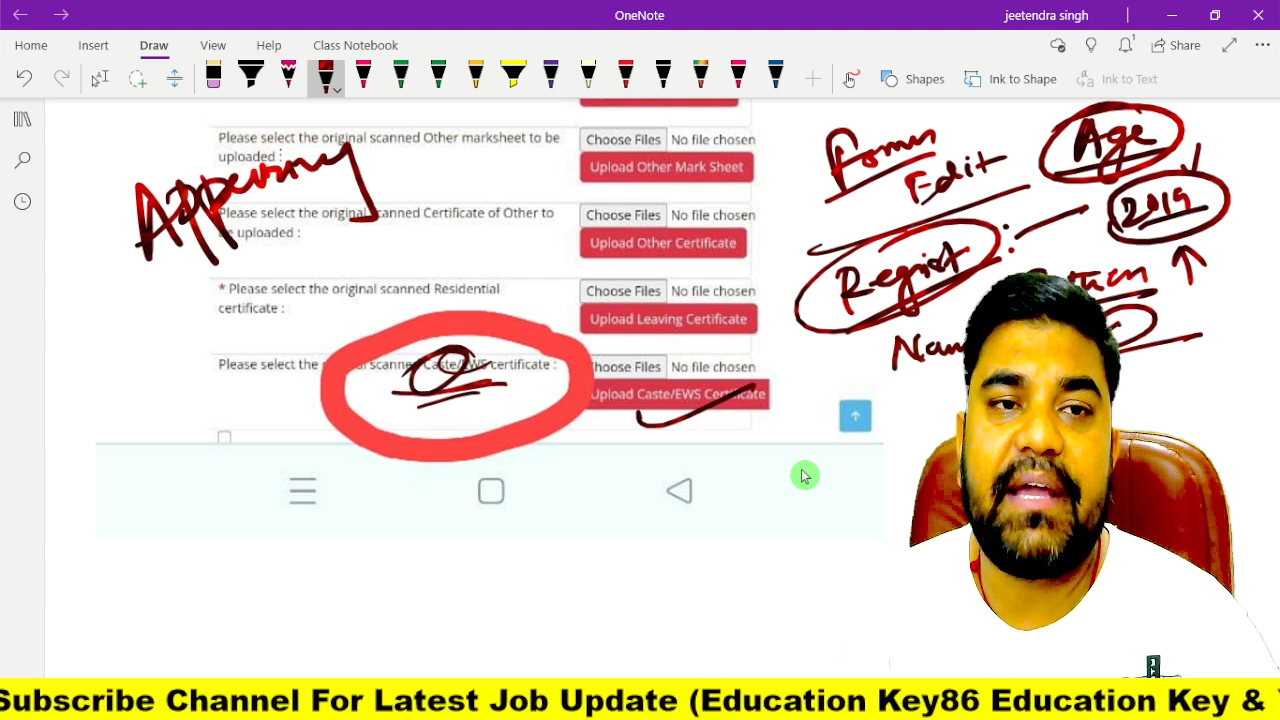 OneNote
jeetendra singh
Home Insert Draw View Help Class Notebook
Share
Shapes
Ink to Shape
Ink to Text
Please select the original scanned Other marksheet to be
uploaded :
Choose Files No file chosen
Upload Other Mark Sheet
Appearing
Please select the original scanned Certificate of Other to
be uploaded :
Choose Files No file chosen
Upload Other Certificate
* Please select the original scanned Residential
certificate :
Choose Files No file chosen
Upload Leaving Certificate
Please select the original scanned Caste/EWS certificate :
Choose Files No file chosen
Upload Caste/EWS Certificate
Form
Edit
Age
2019
Regist
Subscribe Channel For Latest Job Update (Education Key86 Education Key &